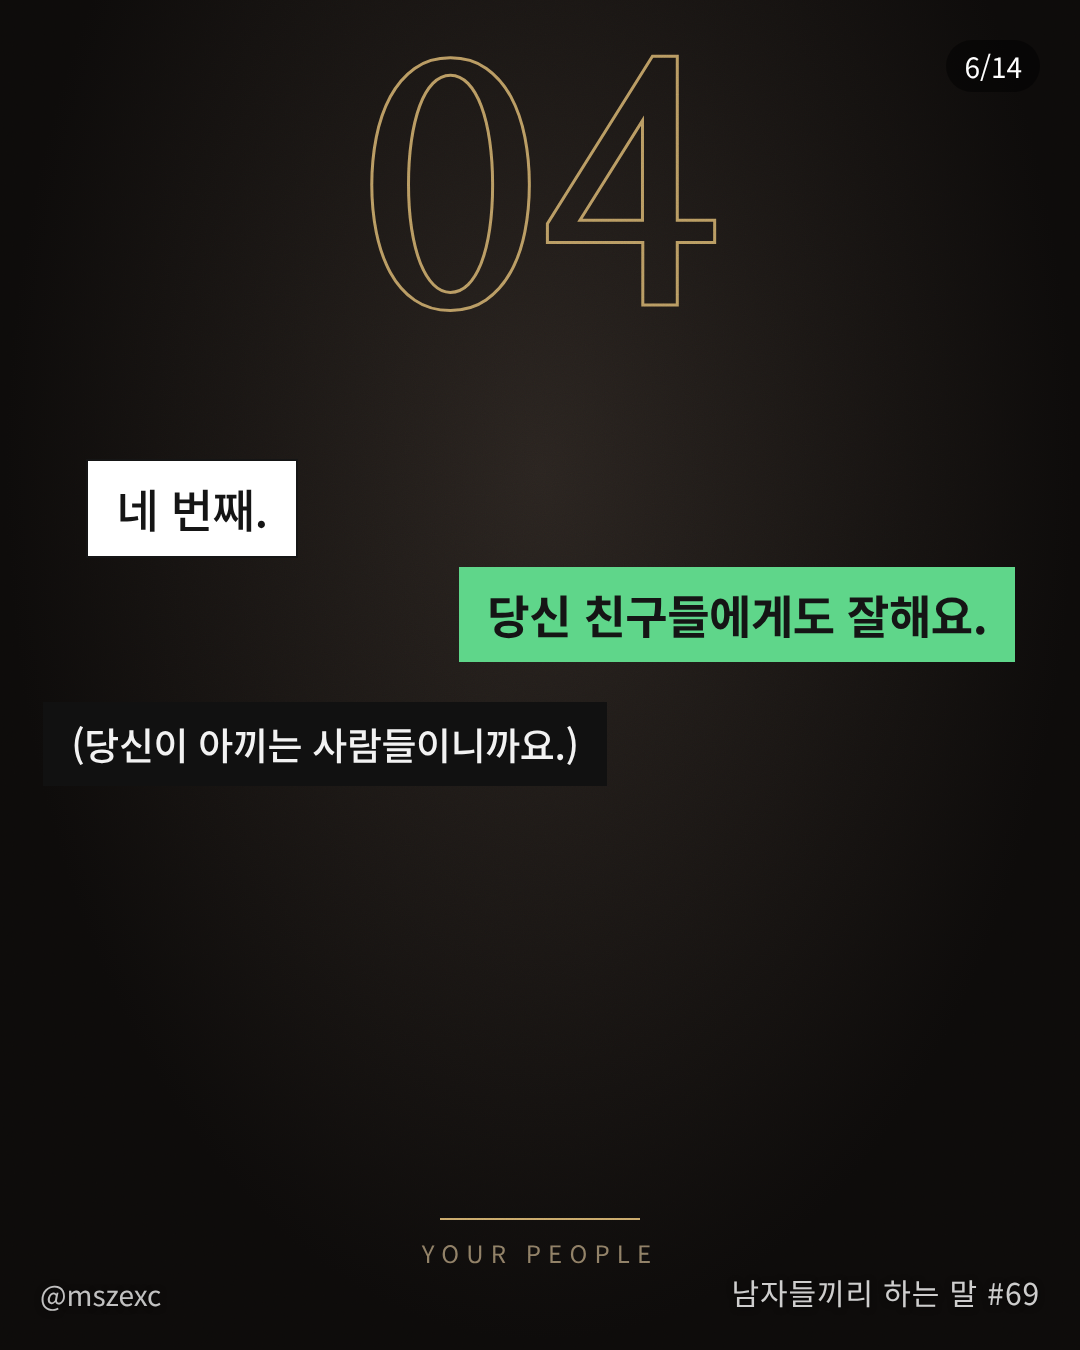 04
6/14
네 번째.
당신 친구들에게도 잘해요.
(당신이 아끼는 사람들이니까요.)
YOUR PEOPLE
@mszexc
남자들끼리 하는 말 #69